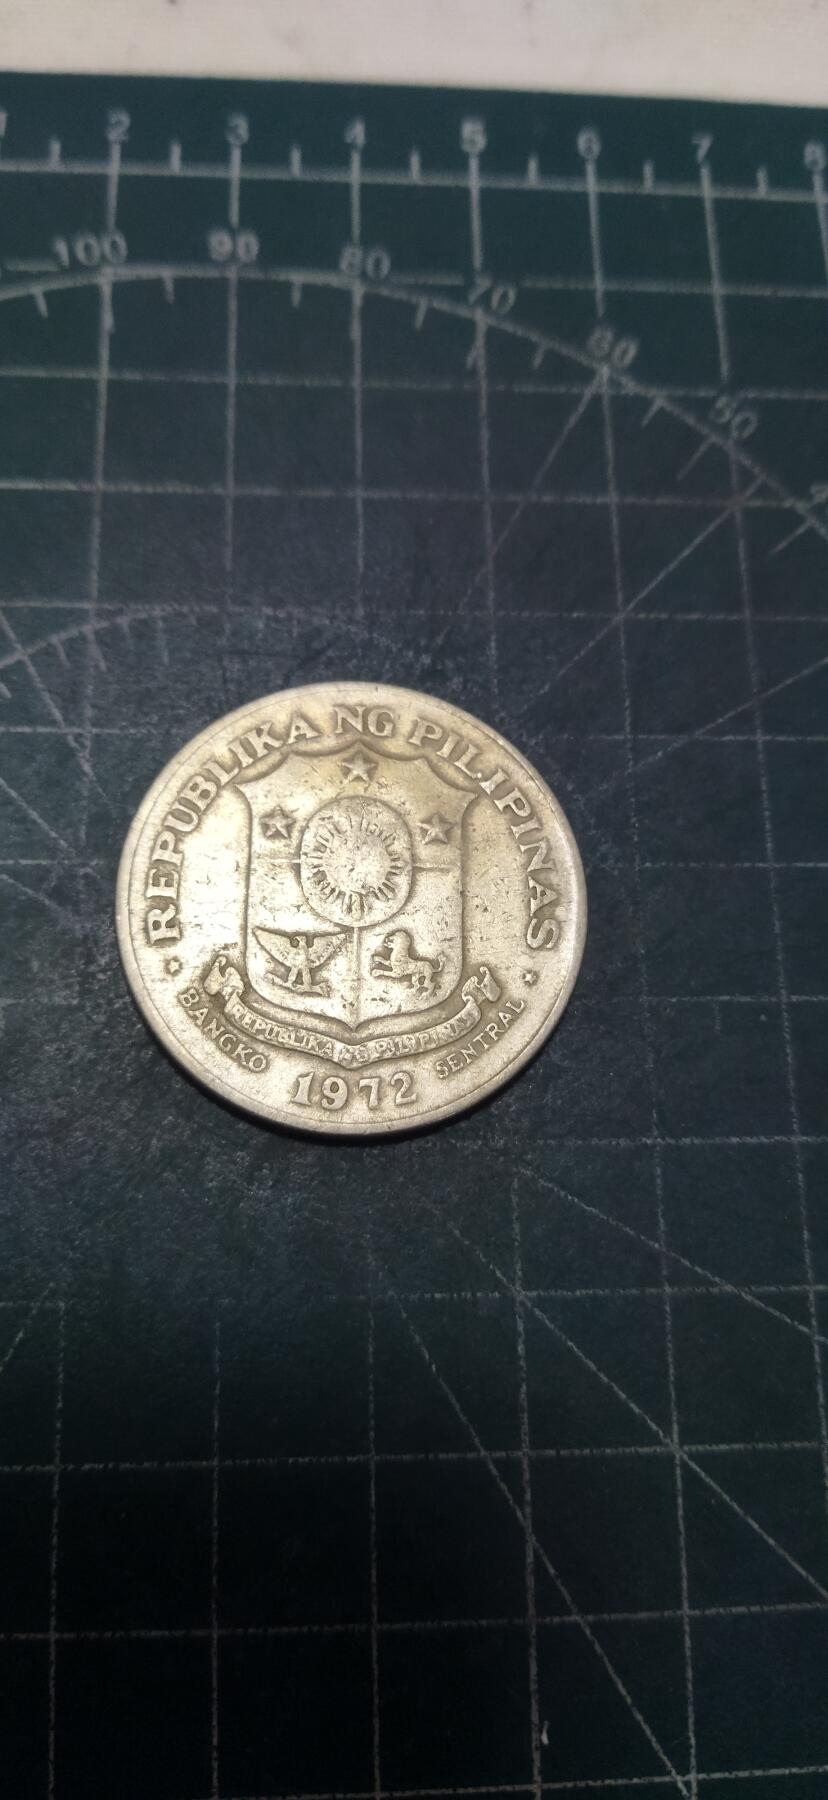 1 2 3 4 5 6 7 8
100 90 80 70 60 50
REPUBLIKA NG PILIPINAS
REPUBLIKA NG PILIPINAS
BANGKO SENTRAL
1972